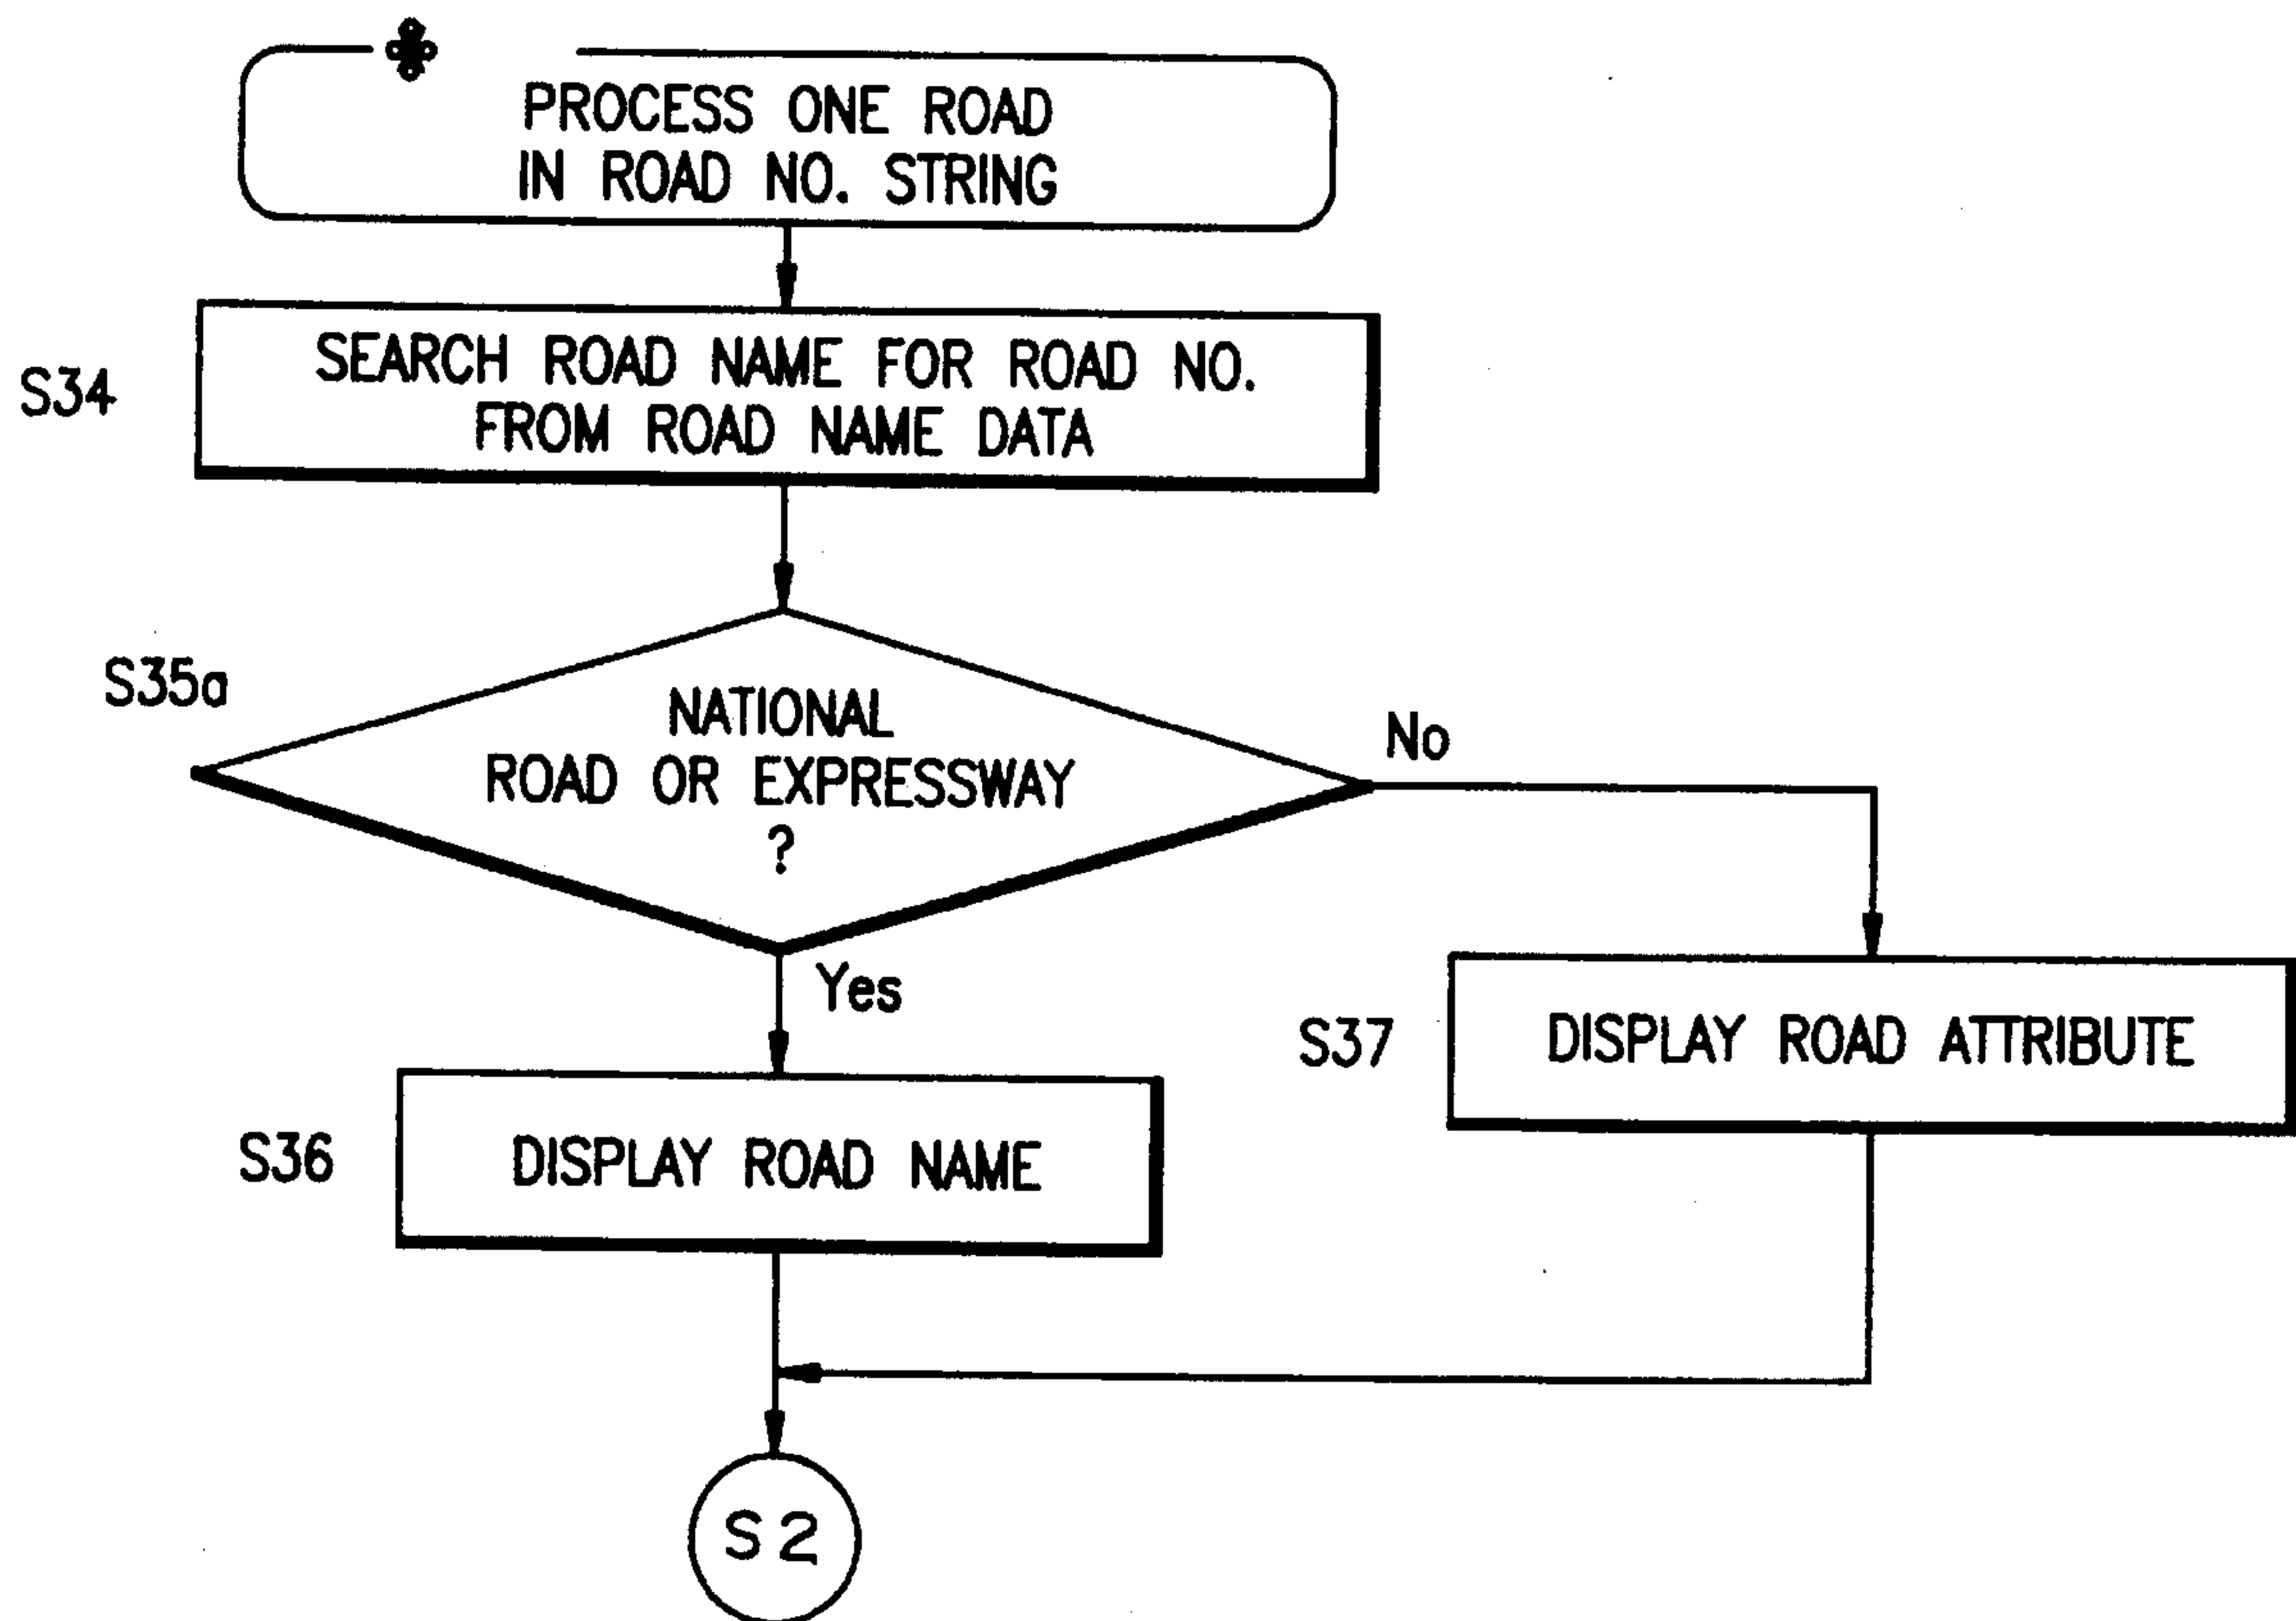 PROCESS ONE ROAD
IN ROAD NO. STRING
S34
SEARCH ROAD NAME FOR ROAD NO.
FROM ROAD NAME DATA
S35a
NATIONAL
ROAD OR EXPRESSWAY
?
No
Yes
S37
DISPLAY ROAD ATTRIBUTE
S36
DISPLAY ROAD NAME
S2